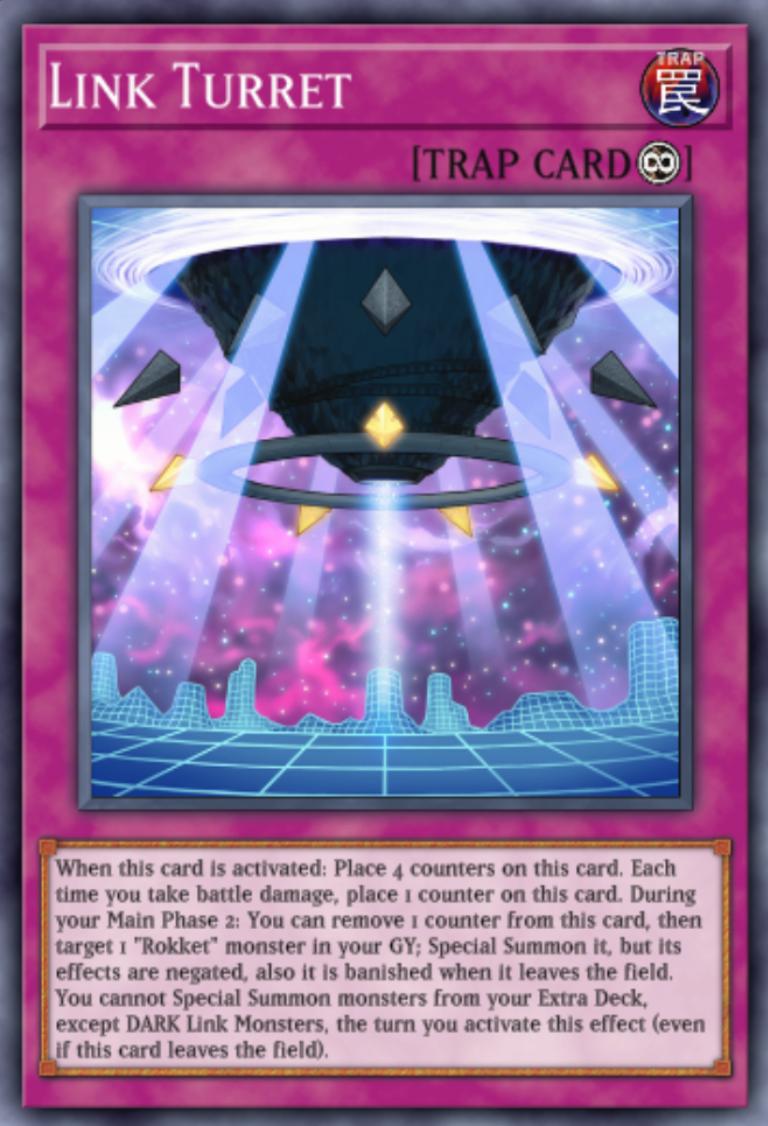 LINK TURRET
TRAP
罠
[TRAP CARD∞]
When this card is activated: Place 4 counters on this card. Each
time you take battle damage, place 1 counter on this card. During
your Main Phase 2: You can remove 1 counter from this card, then
target 1 "Rokket" monster in your GY; Special Summon it, but its
effects are negated, also it is banished when it leaves the field.
You cannot Special Summon monsters from your Extra Deck,
except DARK Link Monsters, the turn you activate this effect (even
if this card leaves the field).